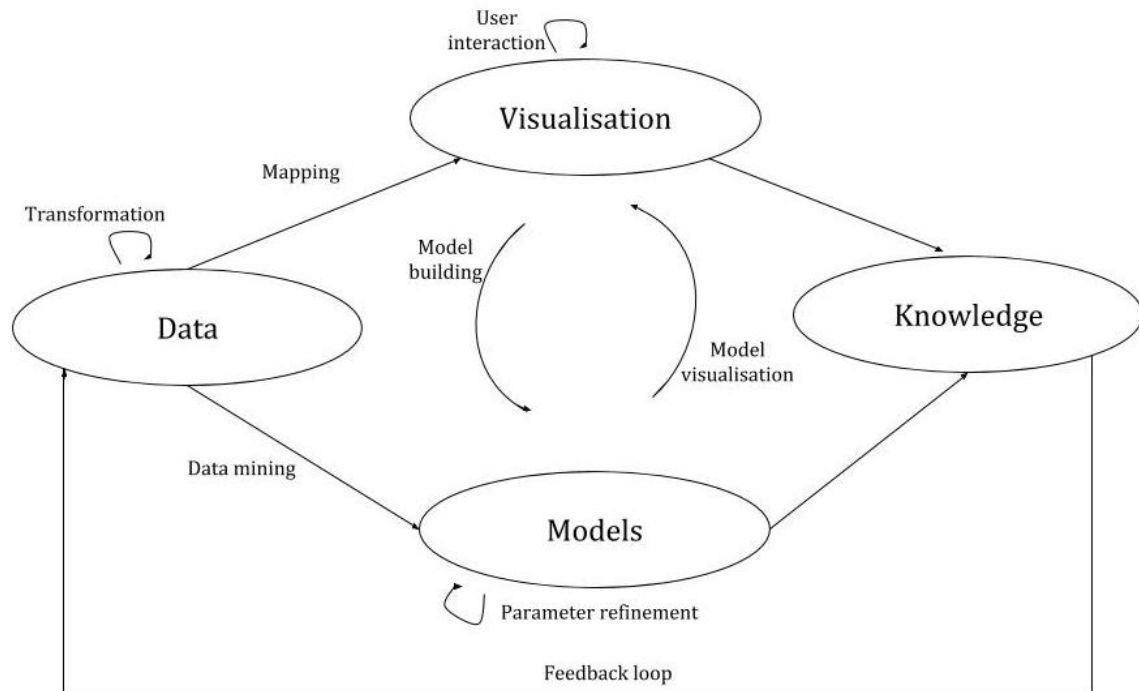 User
interaction
Visualisation
Mapping
Transformation
Model
building
Data
Knowledge
Model
visualisation
Data mining
Models
Parameter refinement
Feedback loop